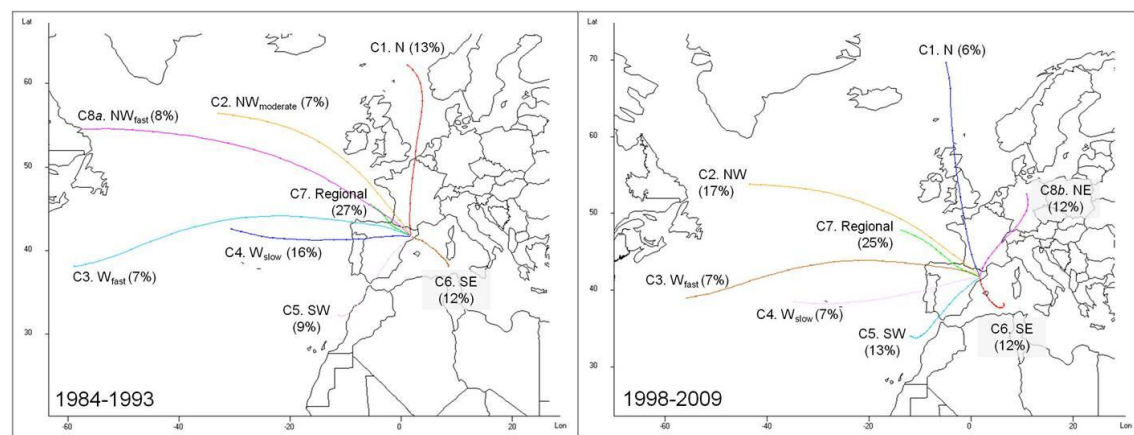 Lat
60
50
40
30
-60
-40
-20
0
20
Lon
C1. N (13%)
C2. NWmoderate (7%)
C8a. NWfast (8%)
C7. Regional
(27%)
C4. Wslow (16%)
C3. Wfast (7%)
C6. SE
(12%)
C5. SW
(9%)
1984-1993
Lat
70
60
50
40
30
-60
-40
-20
0
20
Lon
C1. N (6%)
C2. NW
(17%)
C8b. NE
(12%)
C7. Regional
(25%)
C3. Wfast (7%)
C4. Wslow (7%)
C5. SW
(13%)
C6. SE
(12%)
1998-2009